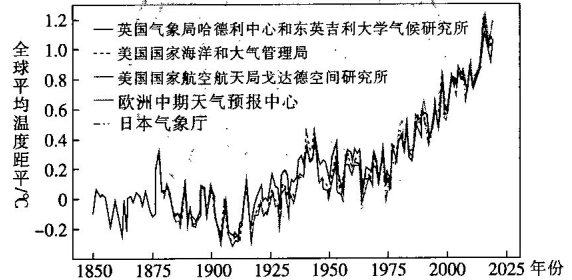 1.2
1.0
0.8
0.6
0.4
0.2
0
-0.2
全球平均温度距平/℃
英国气象局哈德利中心和东英吉利大学气候研究所
美国国家海洋和大气管理局
美国国家航空航天局戈达德空间研究所
欧洲中期天气预报中心
日本气象厅
1850 1875 1900 1925 1950 1975 2000 2025 年份